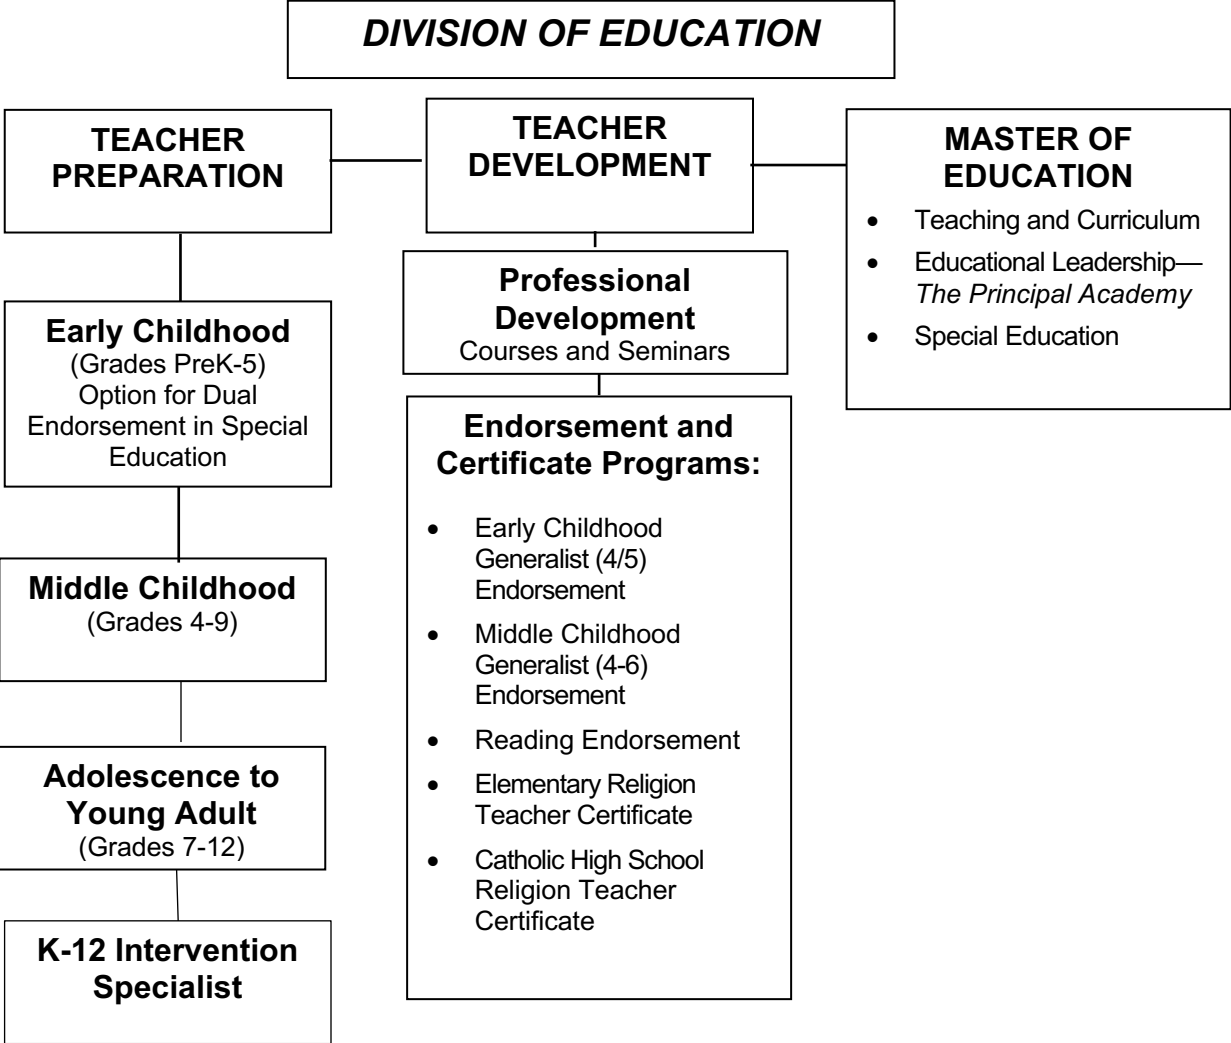 DIVISION OF EDUCATION
TEACHER
PREPARATION
Early Childhood
(Grades PreK-5)
Option for Dual
Endorsement in Special
Education
Middle Childhood
(Grades 4-9)
Adolescence to
Young Adult
(Grades 7-12)
K-12 Intervention
Specialist
TEACHER
DEVELOPMENT
Professional
Development
Courses and Seminars
Endorsement and
Certificate Programs:
• Early Childhood
Generalist (4/5)
Endorsement
• Middle Childhood
Generalist (4-6)
Endorsement
• Reading Endorsement
• Elementary Religion
Teacher Certificate
• Catholic High School
Religion Teacher
Certificate
MASTER OF
EDUCATION
• Teaching and Curriculum
• Educational Leadership—
The Principal Academy
• Special Education